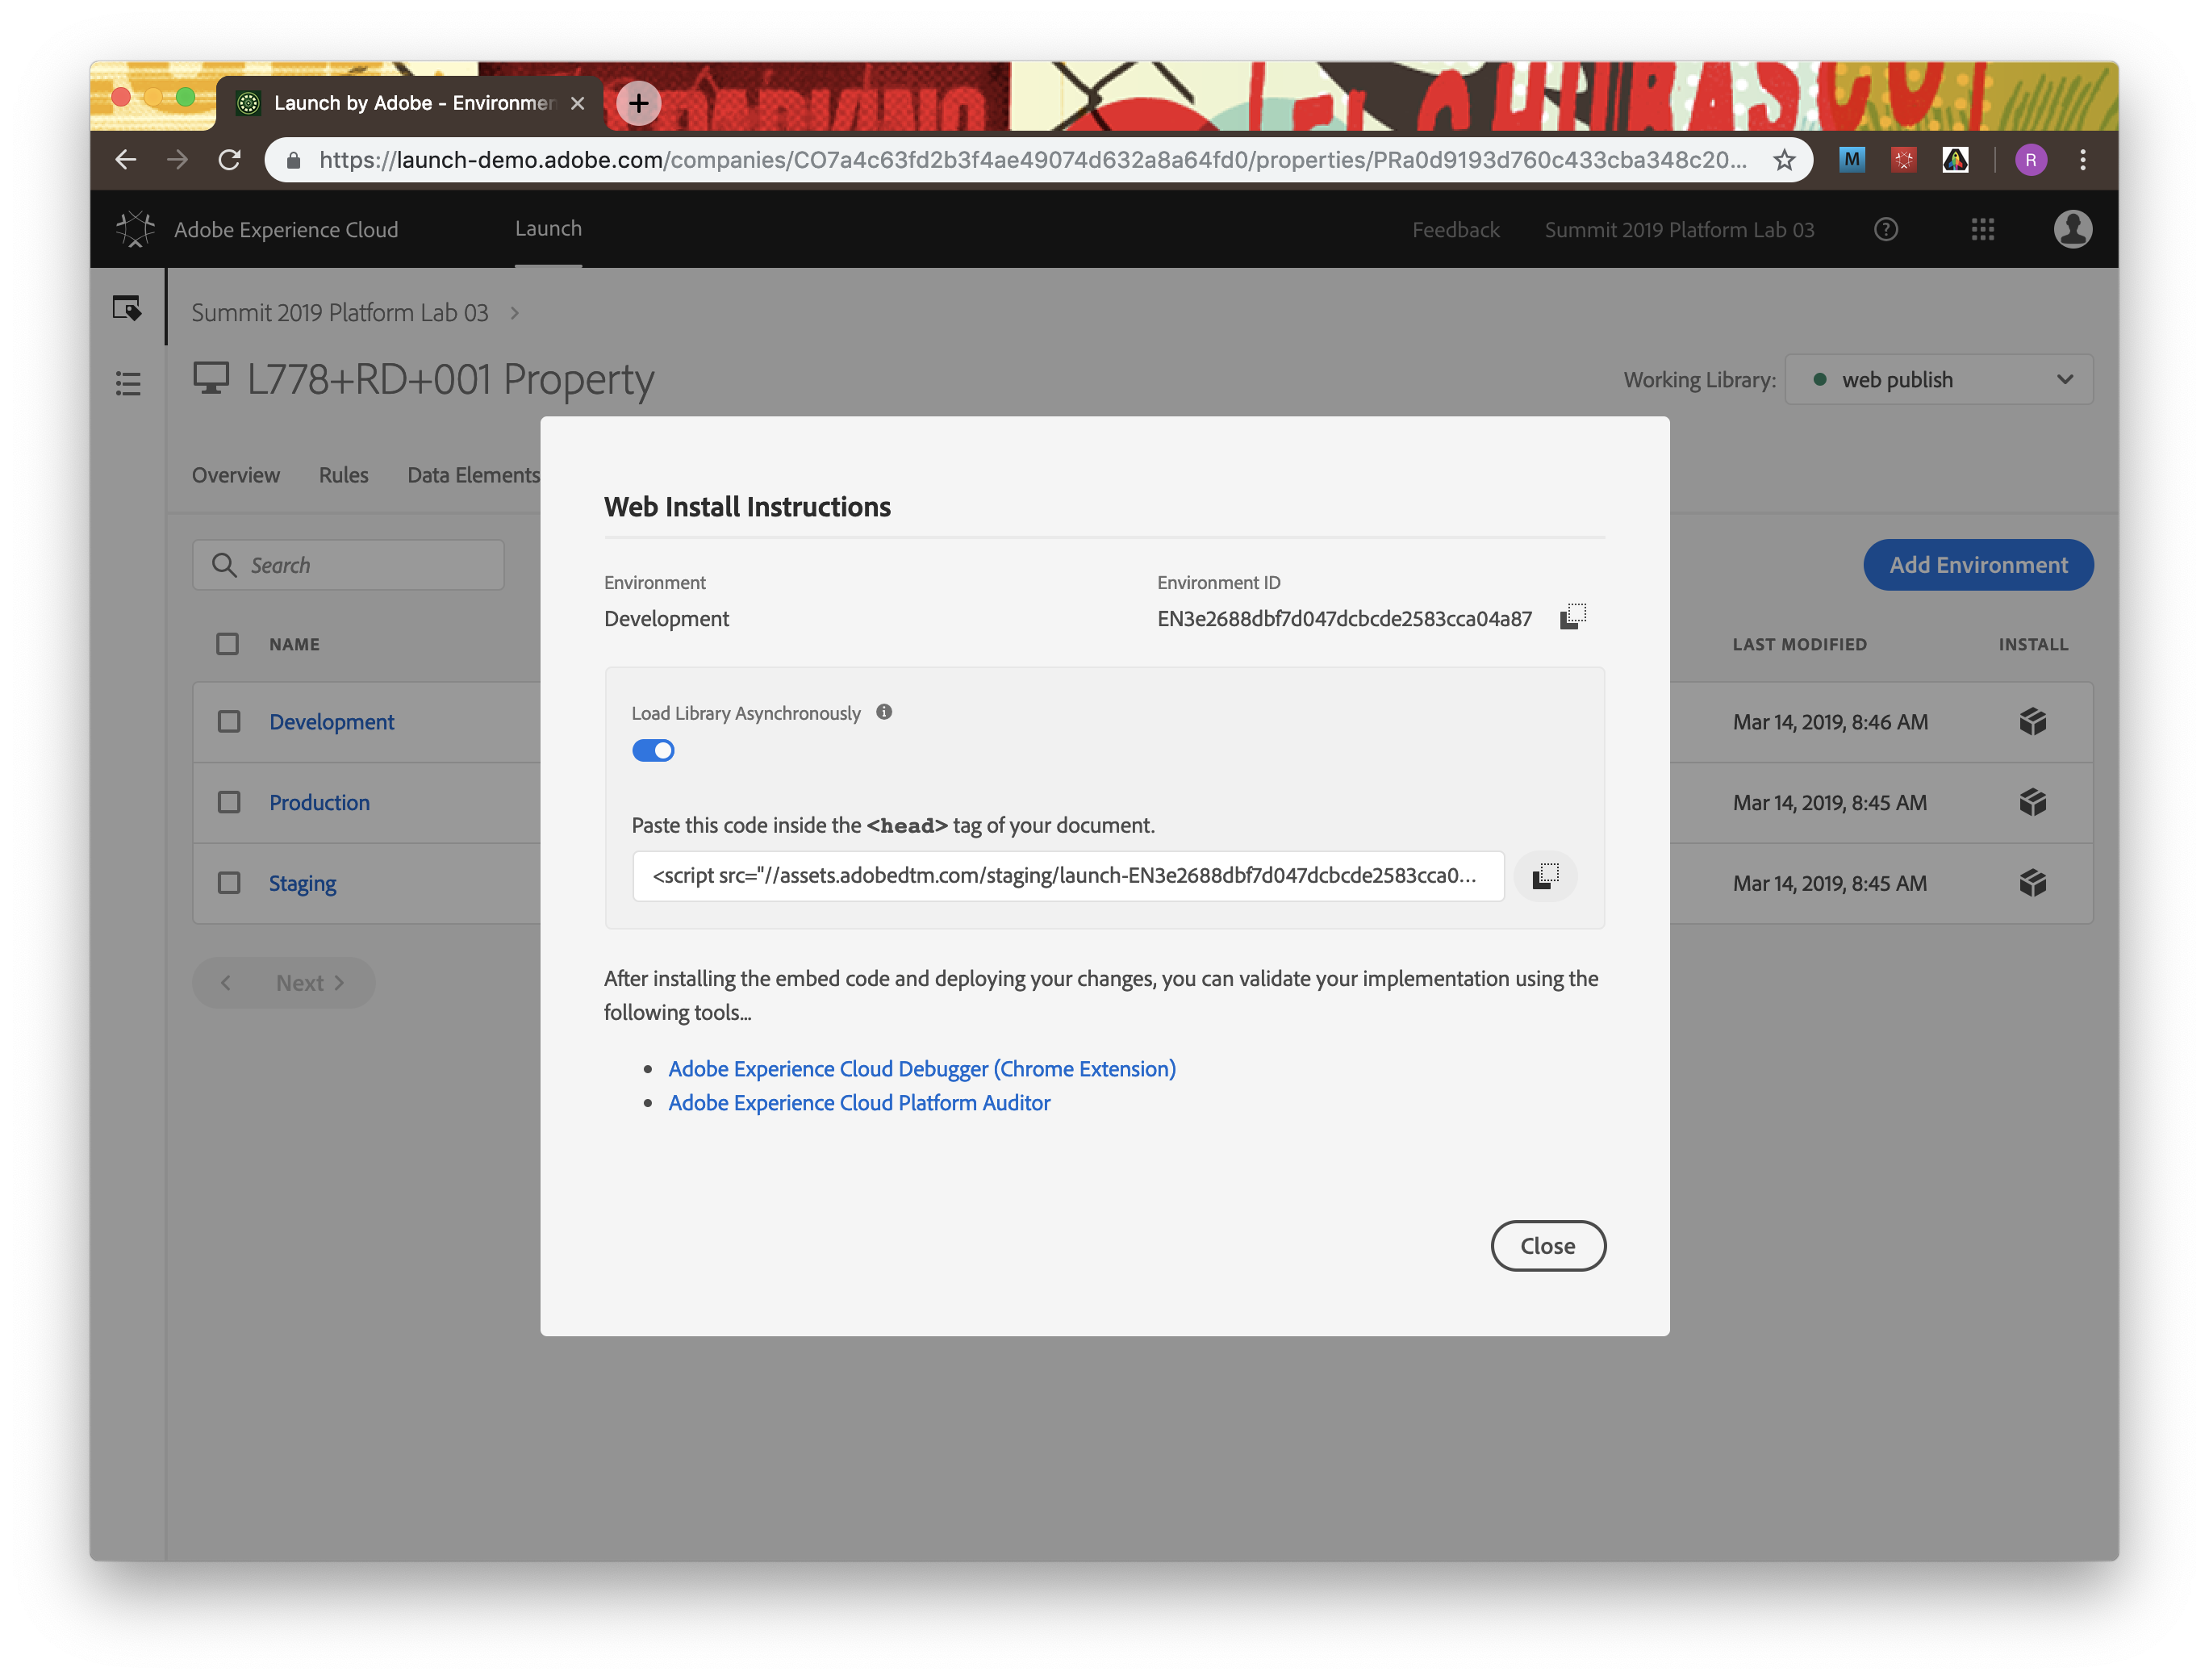 Launch by Adobe - Environmen
https://launch-demo.adobe.com/companies/CO7a4c63fd2b3f4ae49074d632a8a64fd0/properties/PRa0d9193d760c433cba348c20...
M
R
Adobe Experience Cloud
Launch
Feedback
Summit 2019 Platform Lab 03
Summit 2019 Platform Lab 03
L778+RD+001 Property
Working Library:
web publish
Overview
Rules
Data Elements
Search
Add Environment
NAME
LAST MODIFIED
INSTALL
Development
Mar 14, 2019, 8:46 AM
Production
Mar 14, 2019, 8:45 AM
Staging
Mar 14, 2019, 8:45 AM
Next
Web Install Instructions
Environment
Environment ID
Development
EN3e2688dbf7d047dcbcde2583cca04a87
Load Library Asynchronously
Paste this code inside the <head> tag of your document.
<script src="//assets.adobedtm.com/staging/launch-EN3e2688dbf7d047dcbcde2583cca0...
After installing the embed code and deploying your changes, you can validate your implementation using the
following tools...
Adobe Experience Cloud Debugger (Chrome Extension)
Adobe Experience Cloud Platform Auditor
Close